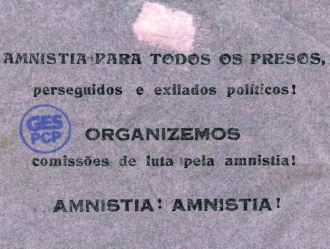 AMNISTIA PARA TODOS OS PRESOS,
perseguidos e exilados políticos!
GES
PCP
ORGANIZEMOS
comissões de luta pela amnistia!
AMNISTIA! AMNISTIA!